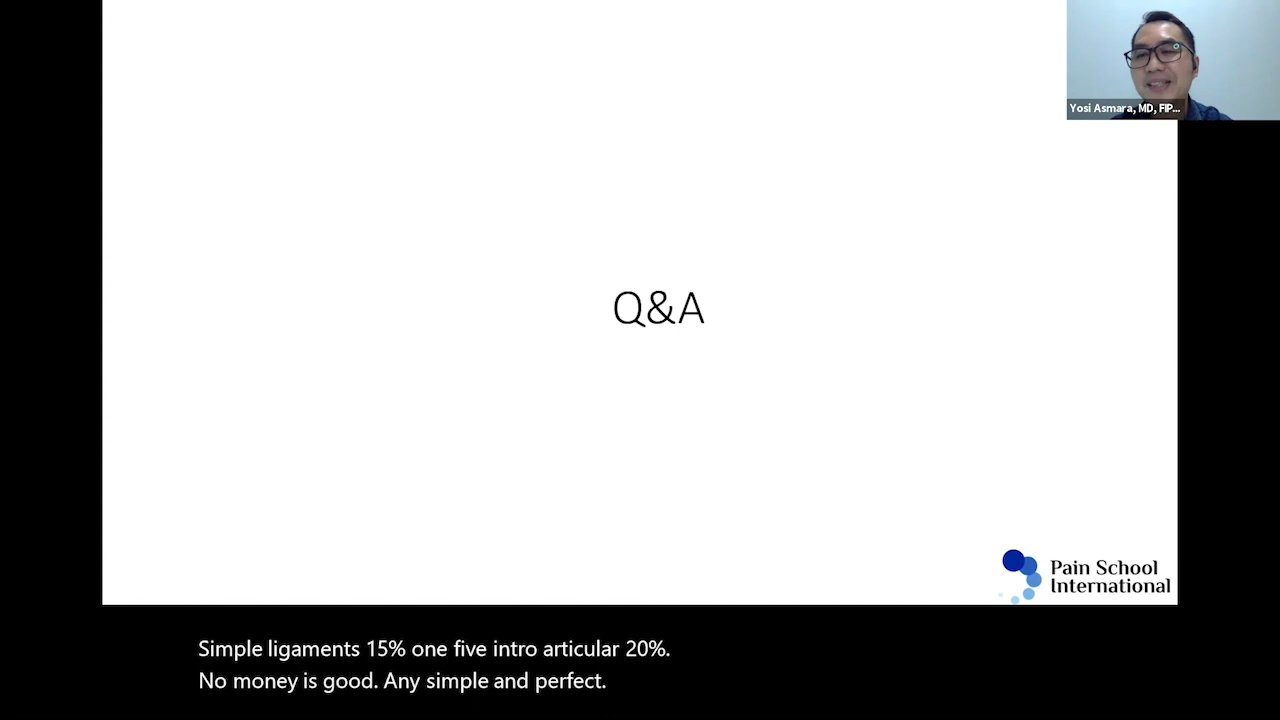 Yosi Asmara, MD, FIP...
Q&A
Pain School
International
Simple ligaments 15% one five intro articular 20%.
No money is good. Any simple and perfect.